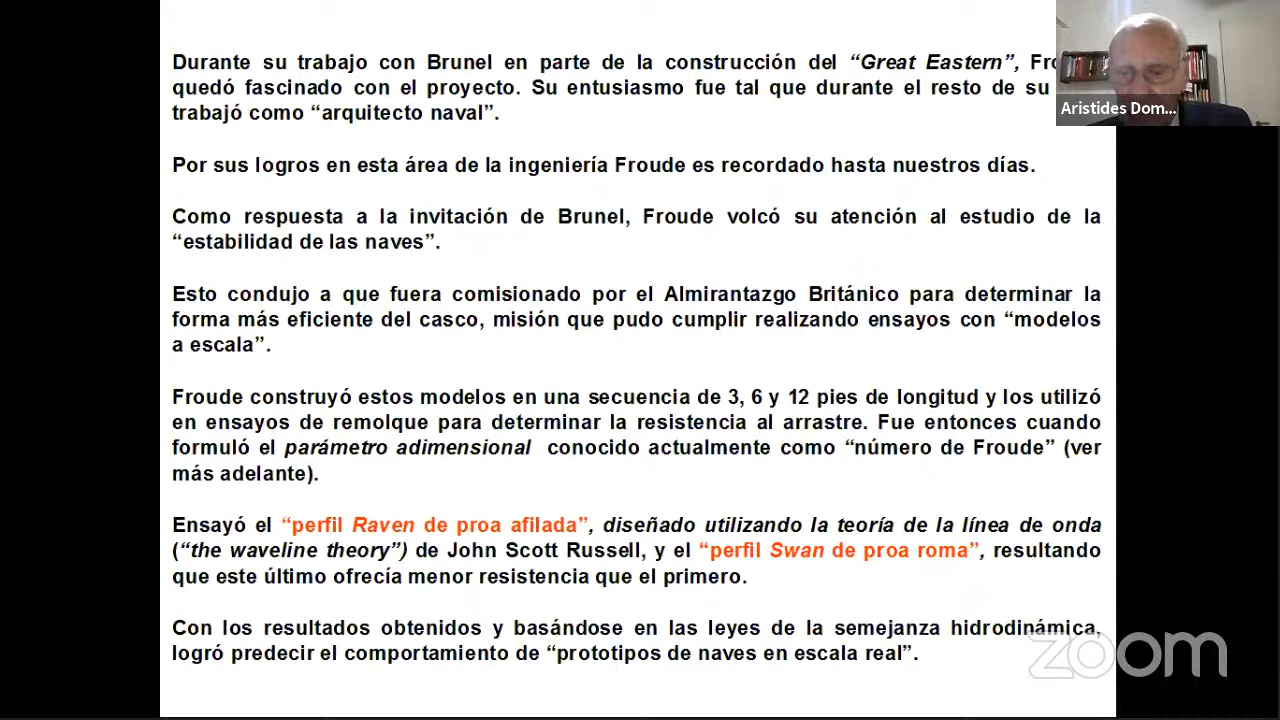 Durante su trabajo con Brunel en parte de la construcción del “Great Eastern”,
quedó fascinado con el proyecto. Su entusiasmo fue tal que durante el resto de su
trabajó como “arquitecto naval”.
Por sus logros en esta área de la ingeniería Froude es recordado hasta nuestros días.
Como respuesta a la invitación de Brunel, Froude volcó su atención al estudio de la
“estabilidad de las naves”.
Esto condujo a que fuera comisionado por el Almirantazgo Británico para determinar la
forma más eficiente del casco, misión que pudo cumplir realizando ensayos con “modelos
a escala”.
Froude construyó estos modelos en una secuencia de 3, 6 y 12 pies de longitud y los utilizó
en ensayos de remolque para determinar la resistencia al arrastre. Fue entonces cuando
formuló el parámetro adimensional conocido actualmente como “número de Froude” (ver
más adelante).
Ensayó el “perfil Raven de proa afilada”, diseñado utilizando la teoría de la línea de onda
(“the waveline theory”) de John Scott Russell, y el “perfil Swan de proa roma”, resultando
que este último ofrecía menor resistencia que el primero.
Con los resultados obtenidos y basándose en las leyes de la semejanza hidrodinámica,
logró predecir el comportamiento de “prototipos de naves en escala real”.
Aristides Dom...
zoom